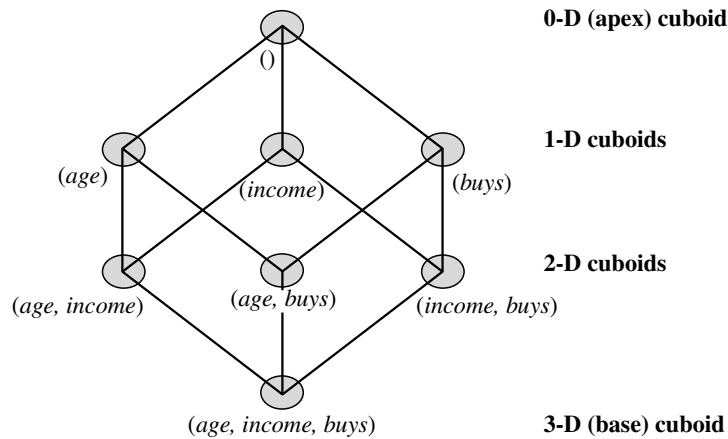 0-D (apex) cuboid
()
1-D cuboids
(age)
(income)
(buys)
2-D cuboids
(age, income)
(age, buys)
(income, buys)
(age, income, buys)
3-D (base) cuboid